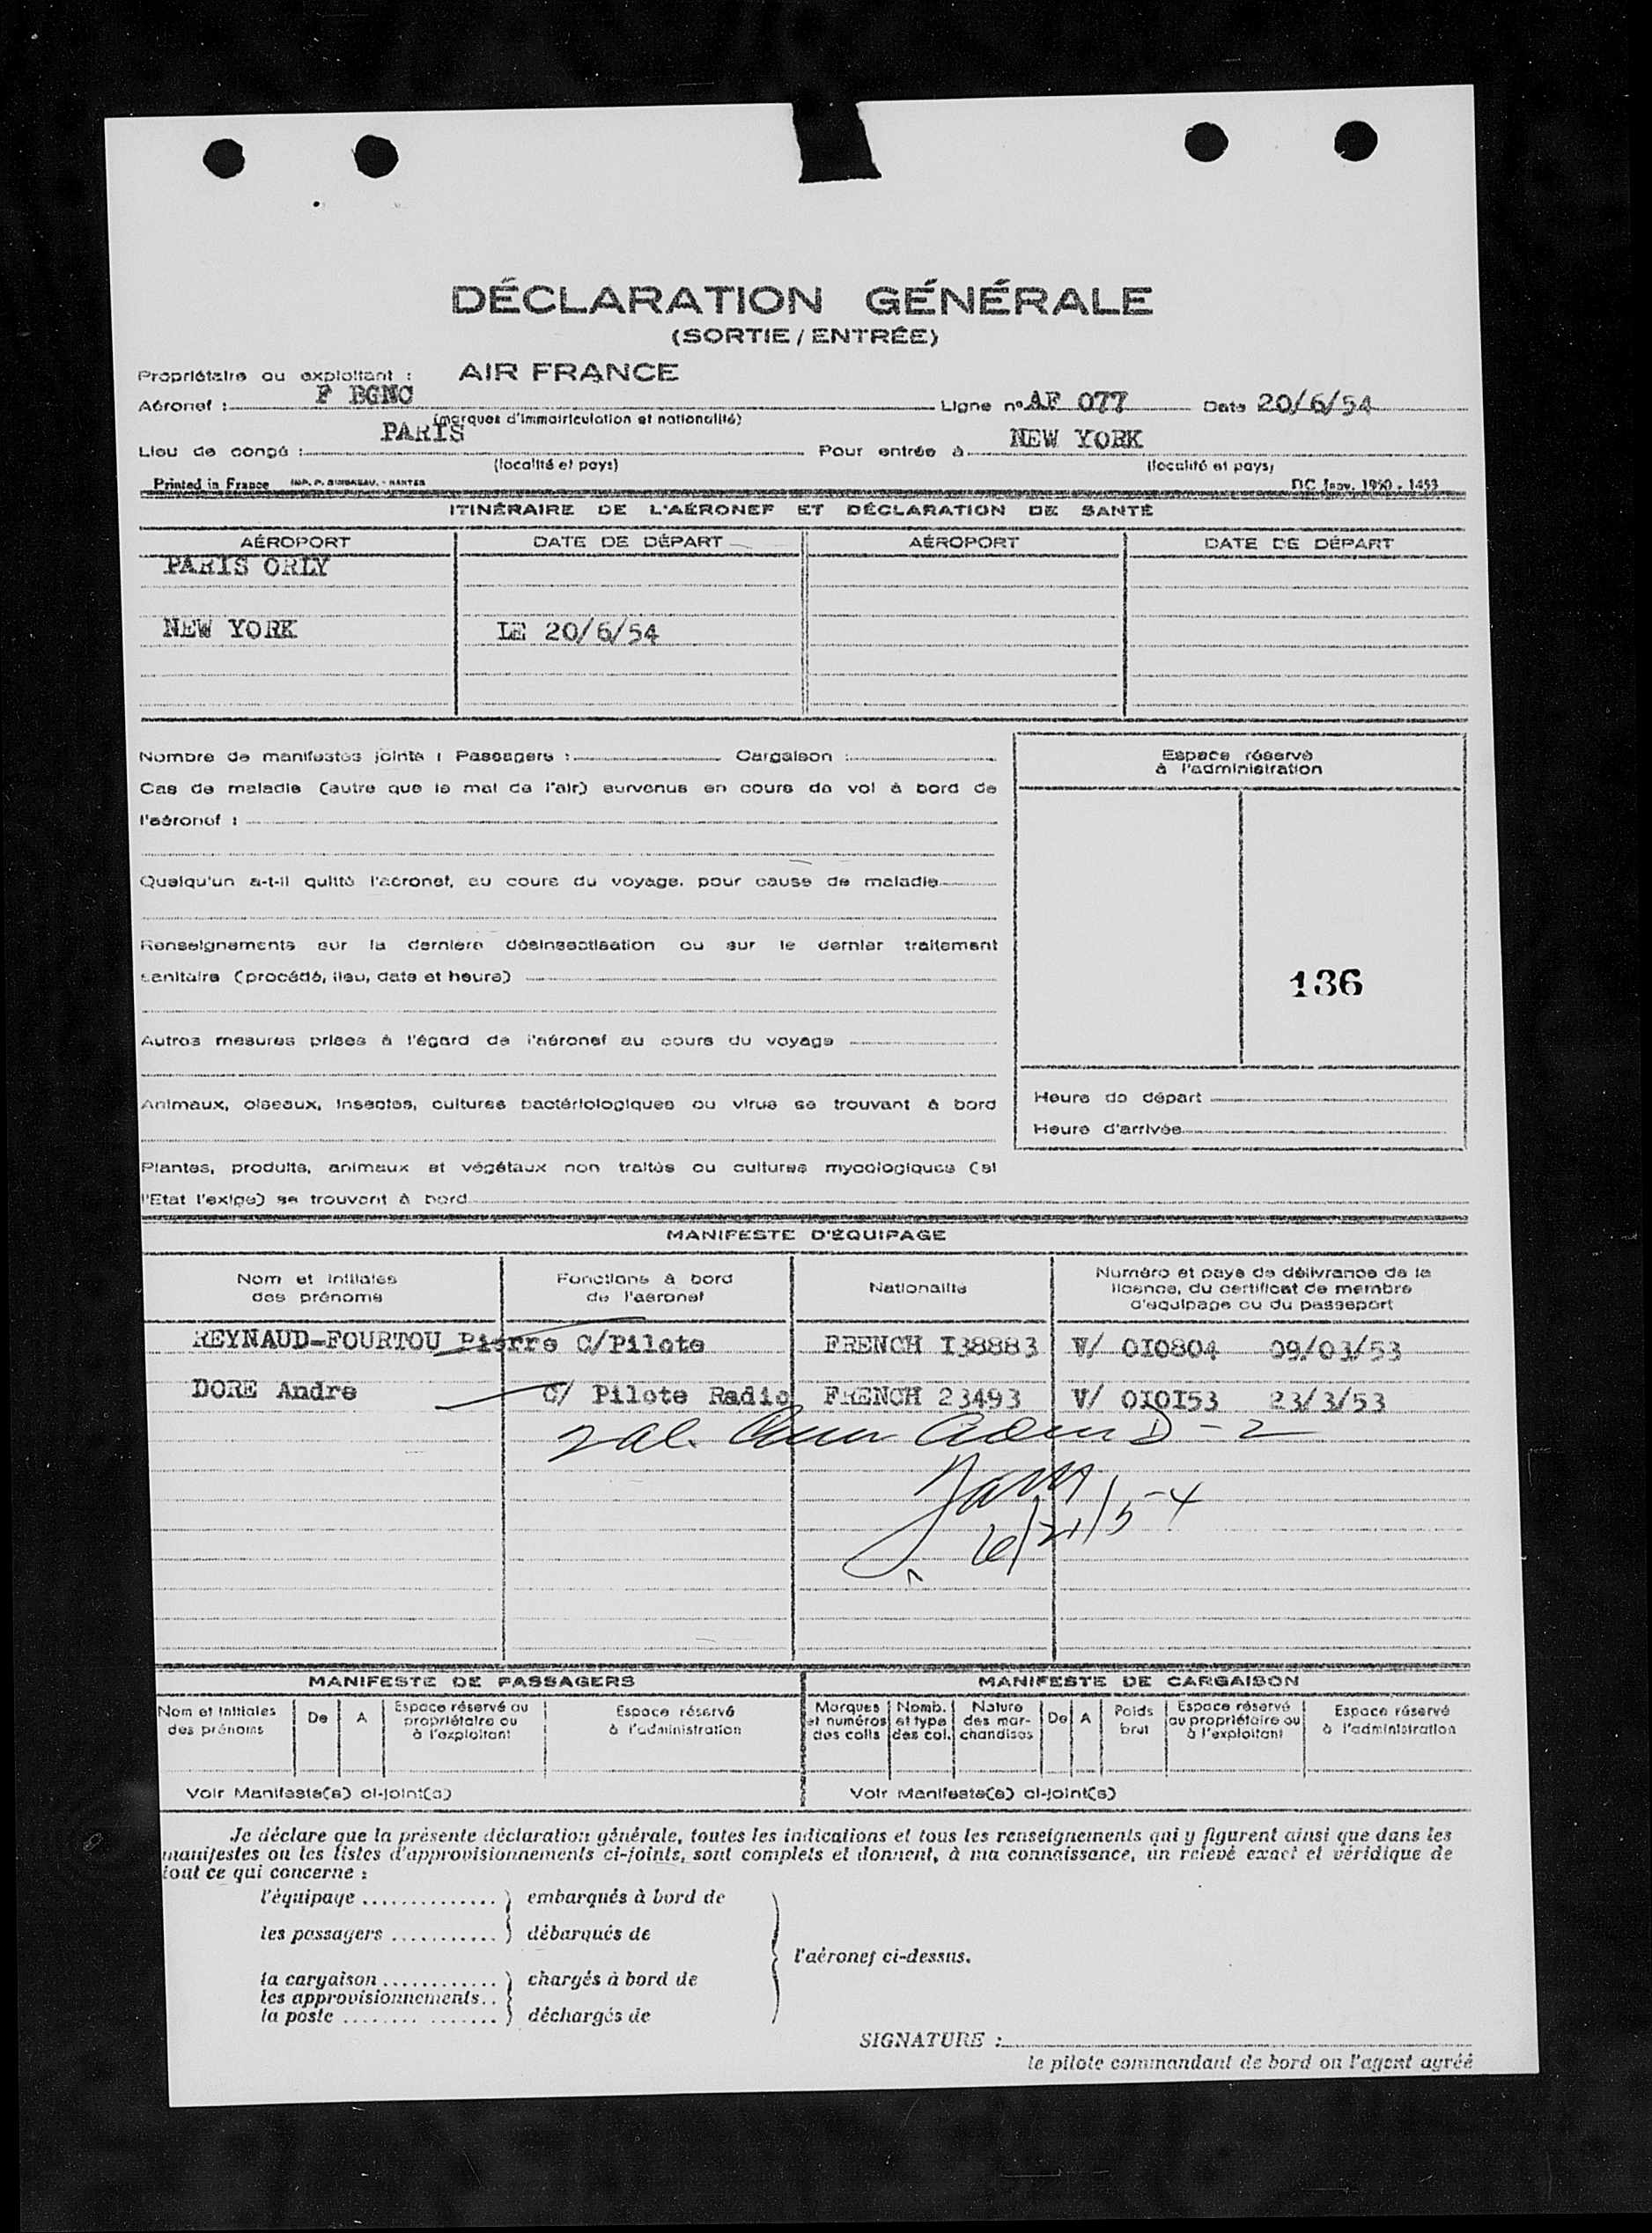 DÉCLARATION GÉNÉRALE
(SORTIE / ENTRÉE)
Propriétaire ou exploitant : AIR FRANCE
Aéronef : F BGNC Ligne n° AF 077 Date 20/6/54
(marques d'immatriculation et nationalité)
Lieu de congé : PARIS Pour entrée à NEW YORK
(localité et pays) (localité et pays)
Printed in France IMP. P. - NANTES DC Janv. 1950 - 1453
ITINÉRAIRE DE L'AÉRONEF ET DÉCLARATION DE SANTÉ
AÉROPORT DATE DE DÉPART AÉROPORT DATE DE DÉPART
PARIS ORLY
NEW YORK LE 20/6/54
Nombre de manifestes joints : Passagers : Cargaison :
Cas de maladie (autre que le mal de l'air) survenus en cours de vol à bord de
l'aéronef :
Quelqu'un a-t-il quitté l'aéronef, au cours du voyage, pour cause de maladie
Renseignements sur la dernière désinsectisation ou sur le dernier traitement
sanitaire (procédé, lieu, date et heure)
Autres mesures prises à l'égard de l'aéronef au cours du voyage
Animaux, oiseaux, insectes, cultures bactériologiques ou virus se trouvant à bord
Plantes, produits, animaux et végétaux non traités ou cultures mycologiques (si
l'Etat l'exige) se trouvant à bord
Espace réservé
à l'administration
136
Heure de départ
Heure d'arrivée
MANIFESTE D'ÉQUIPAGE
Nom et initiales
des prénoms
Fonctions à bord
de l'aéronef
Nationalité
Numéro et pays de délivrance de la
licence, du certificat de membre
d'équipage ou du passeport
REYNAUD-FOURTOU Pierre C/Pilote FRENCH I38883 V/ 0I0804 09/03/53
DORE Andre C/ Pilote Radio FRENCH 23493 V/ 0I0I53 23/3/53
D - 2
6/21/54
MANIFESTE DE PASSAGERS
Nom et initiales
des prénoms
De
A
Espace réservé au
propriétaire ou
à l'exploitant
Espace réservé
à l'administration
Voir Manifeste(s) ci-joint(s)
MANIFESTE DE CARGAISON
Marques
et numéros
des colis
Nomb.
et type
des col.
Nature
des mar-
chandises
De
A
Poids
brut
Espace réservé
au propriétaire ou
à l'exploitant
Espace réservé
à l'administration
Voir Manifeste(s) ci-joint(s)
Je déclare que la présente déclaration générale, toutes les indications et tous les renseignements qui y figurent ainsi que dans les
manifestes ou les listes d'approvisionnements ci-joints, sont complets et donnent, à ma connaissance, un relevé exact et véridique de
tout ce qui concerne :
l'équipage .............. ) embarqués à bord de
les passagers ........... ) débarqués de
l'aéronef ci-dessus.
la cargaison ............ ) chargés à bord de
les approvisionnements ..
la poste ........ ....... ) déchargés de
SIGNATURE :
le pilote commandant de bord ou l'agent agréé